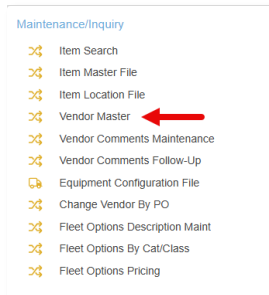 Maintenance/Inquiry
Item Search
Item Master File
Item Location File
Vendor Master
Vendor Comments Maintenance
Vendor Comments Follow-Up
Equipment Configuration File
Change Vendor By PO
Fleet Options Description Maint
Fleet Options By Cat/Class
Fleet Options Pricing